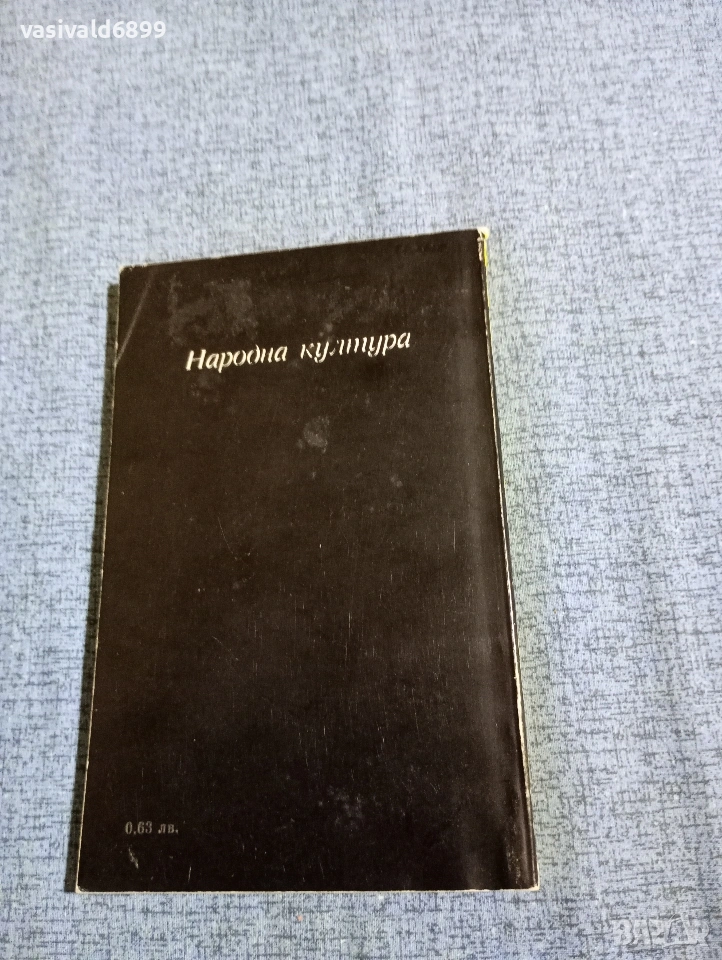 vasivald6899
Народна култура
0,63 лв.